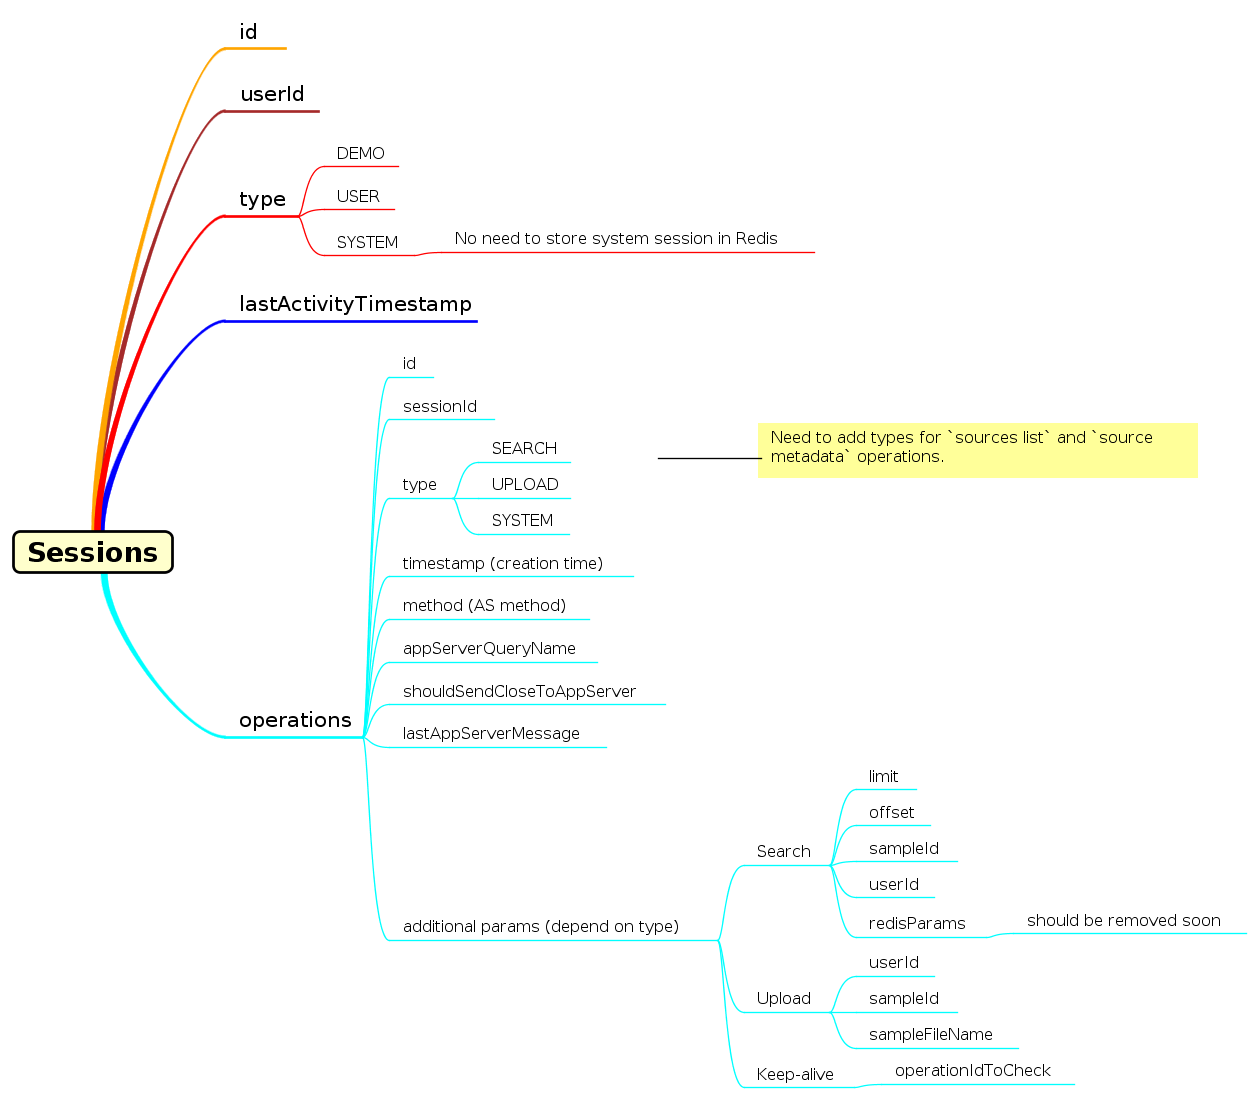 id
userId
type
DEMO
USER
SYSTEM
No need to store system session in Redis
lastActivityTimestamp
Sessions
operations
id
sessionId
type
SEARCH
UPLOAD
SYSTEM
Need to add types for `sources list` and `source
metadata` operations.
timestamp (creation time)
method (AS method)
appServerQueryName
shouldSendCloseToAppServer
lastAppServerMessage
additional params (depend on type)
Search
limit
offset
sampleId
userId
redisParams
should be removed soon
Upload
userId
sampleId
sampleFileName
Keep-alive
operationIdToCheck